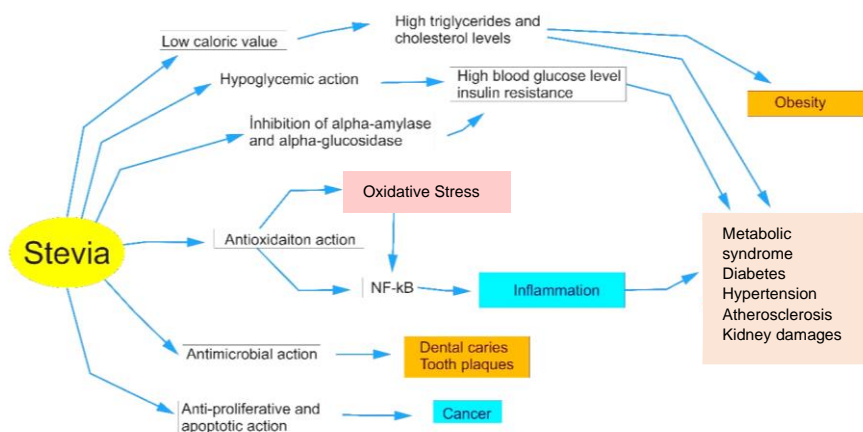 Low caloric value
High triglycerides and
cholesterol levels
Hypoglycemic action
High blood glucose level
insulin resistance
Obesity
İnhibition of alpha-amylase
and alpha-glucosidase
Oxidative Stress
Stevia
Antioxidaiton action
NF-kB
Inflammation
Metabolic
syndrome
Diabetes
Hypertension
Atherosclerosis
Kidney damages
Antimicrobial action
Dental caries
Tooth plaques
Anti-proliferative and
apoptotic action
Cancer